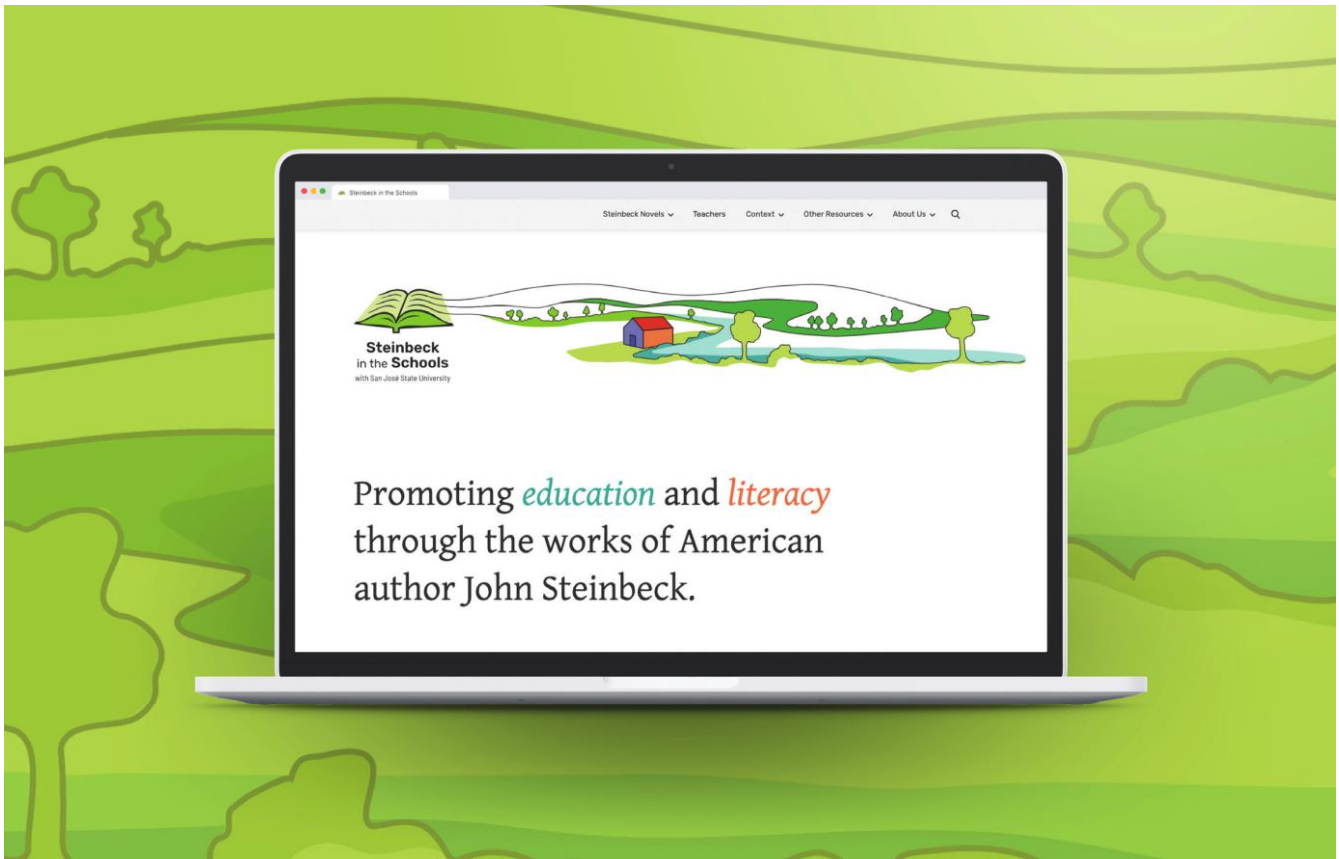 Steinbeck in the Schools
Steinbeck Novels Teachers Context Other Resources About Us
Steinbeck
in the Schools
with San José State University
Promoting education and literacy
through the works of American
author John Steinbeck.